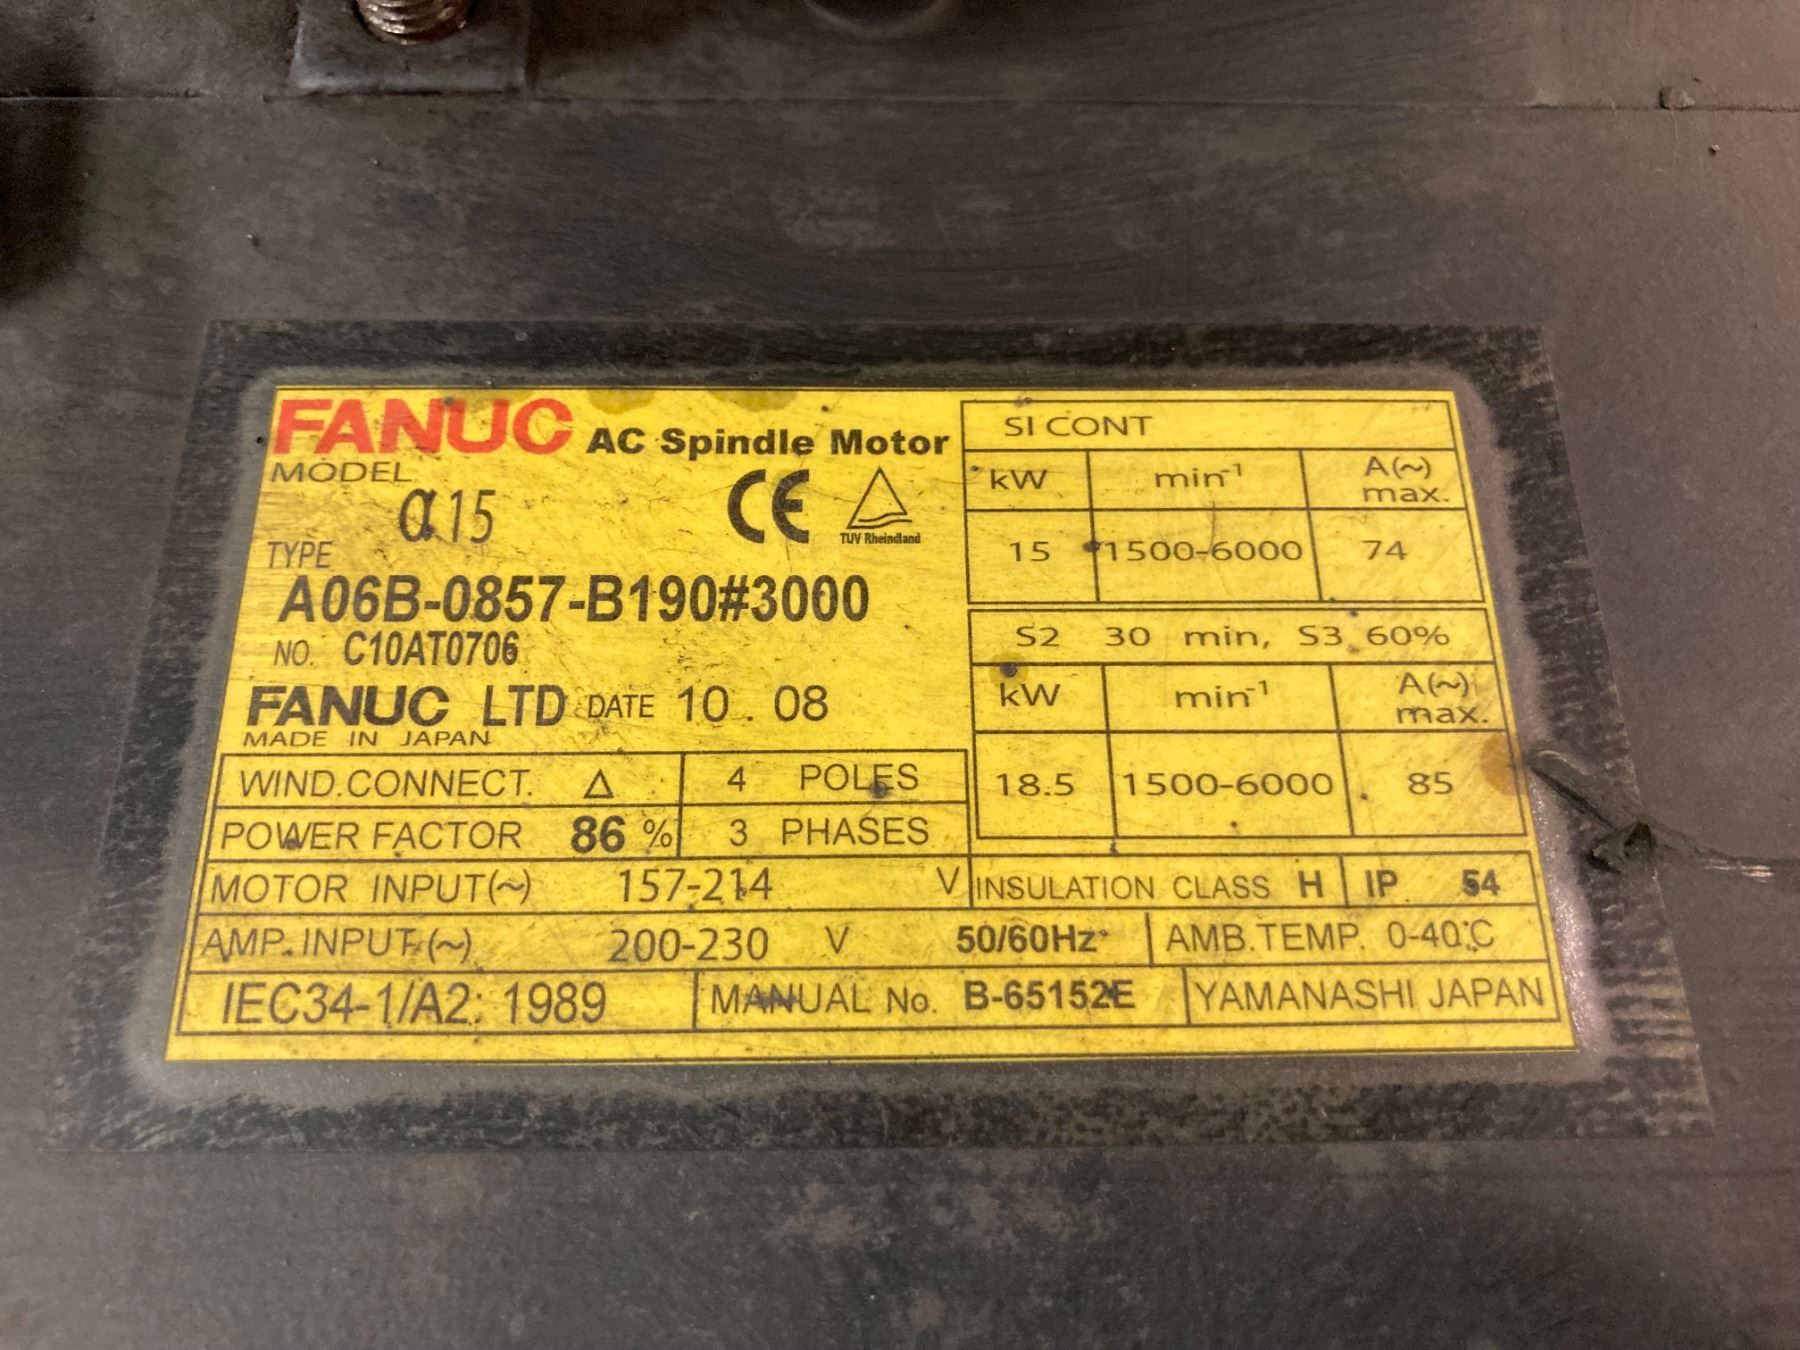 FANUC AC Spindle Motor
MODEL α15
CE TUV Rheinland
TYPE
A06B-0857-B190#3000
NO. C10AT0706
FANUC LTD DATE 10 . 08
MADE IN JAPAN
WIND.CONNECT. △ 4 POLES
POWER FACTOR 86 % 3 PHASES
SI CONT
kW min-1 A(~) max.
15 1500-6000 74
S2 30 min, S3 60%
kW min-1 A(~) max.
18.5 1500-6000 85
MOTOR INPUT(~) 157-214 V INSULATION CLASS H IP 54
AMP. INPUT (~) 200-230 V 50/60Hz AMB.TEMP. 0-40°C
IEC34-1/A2: 1989 MANUAL No. B-65152E YAMANASHI JAPAN